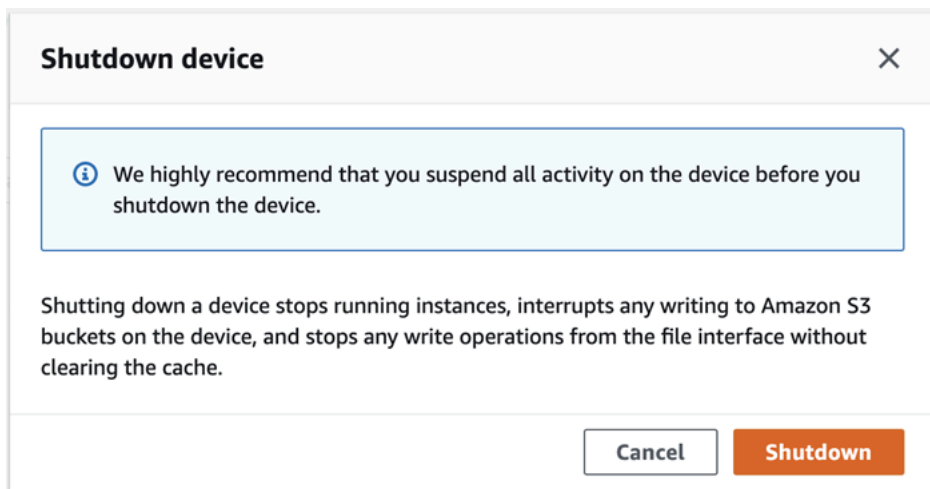 Shutdown device
We highly recommend that you suspend all activity on the device before you
shutdown the device.
Shutting down a device stops running instances, interrupts any writing to Amazon S3
buckets on the device, and stops any write operations from the file interface without
clearing the cache.
Cancel
Shutdown